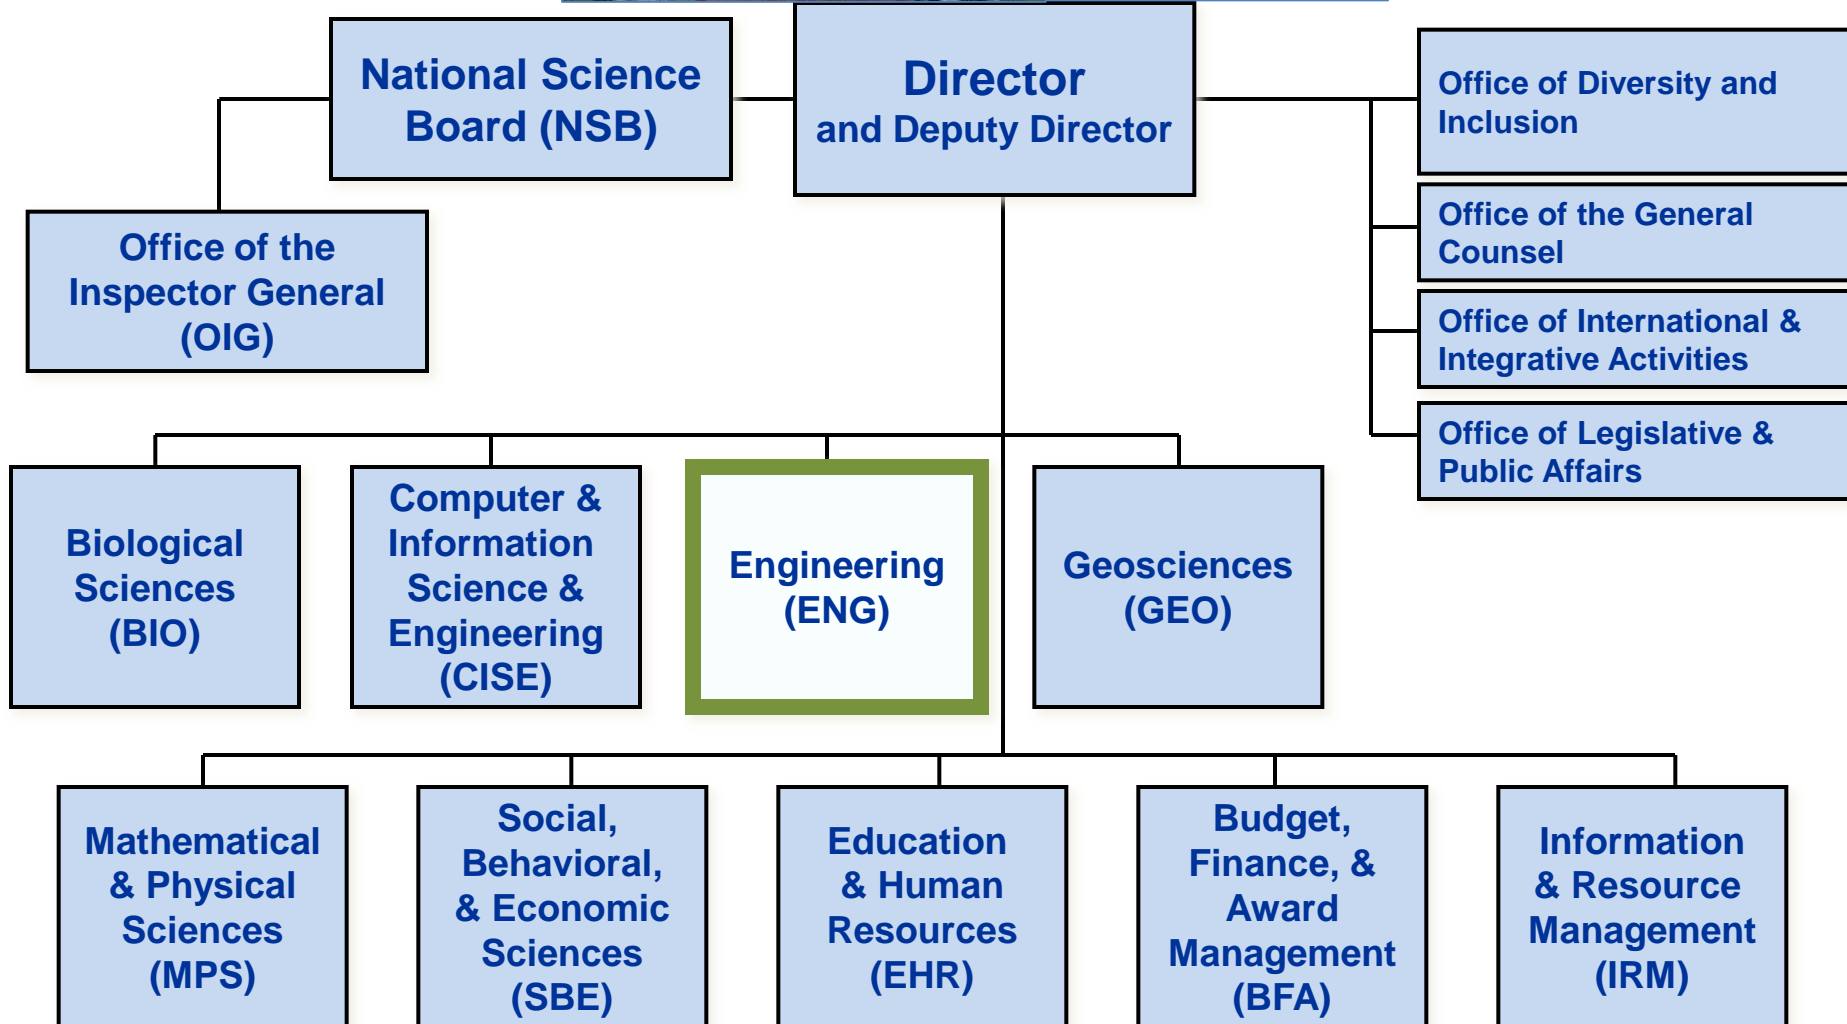 National Science
Board (NSB)
Director
and Deputy Director
Office of Diversity and
Inclusion
Office of the General
Counsel
Office of International &
Integrative Activities
Office of Legislative &
Public Affairs
Office of the
Inspector General
(OIG)
Biological
Sciences
(BIO)
Computer &
Information
Science &
Engineering
(CISE)
Engineering
(ENG)
Geosciences
(GEO)
Mathematical
& Physical
Sciences
(MPS)
Social,
Behavioral,
& Economic
Sciences
(SBE)
Education
& Human
Resources
(EHR)
Budget,
Finance, &
Award
Management
(BFA)
Information
& Resource
Management
(IRM)